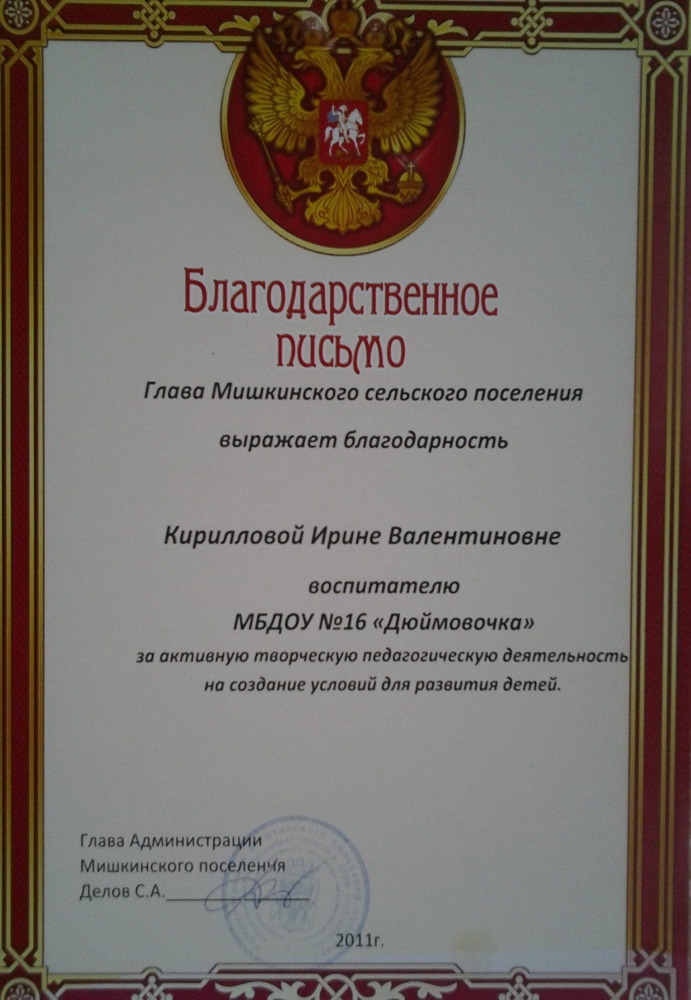 Благодарственное
письмо
Глава Мишкинского сельского поселения
выражает благодарность
Кирилловой Ирине Валентиновне
воспитателю
МБДОУ №16 «Дюймовочка»
за активную творческую педагогическую деятельность
на создание условий для развития детей.
Глава Администрации
Мишкинского поселения
Делов С.А.
2011г.